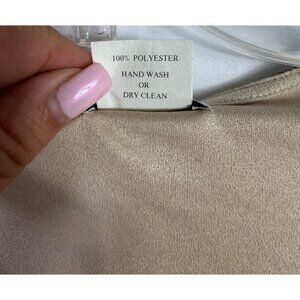 100% POLYESTER
HAND WASH
OR
DRY CLEAN